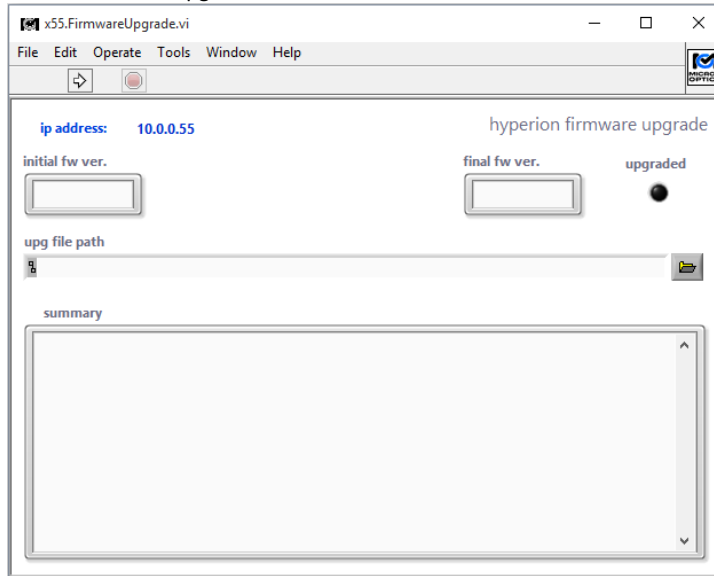 x55.FirmwareUpgrade.vi
File Edit Operate Tools Window Help
ip address: 10.0.0.55
hyperion firmware upgrade
initial fw ver.
final fw ver.
upgraded
upg file path
summary